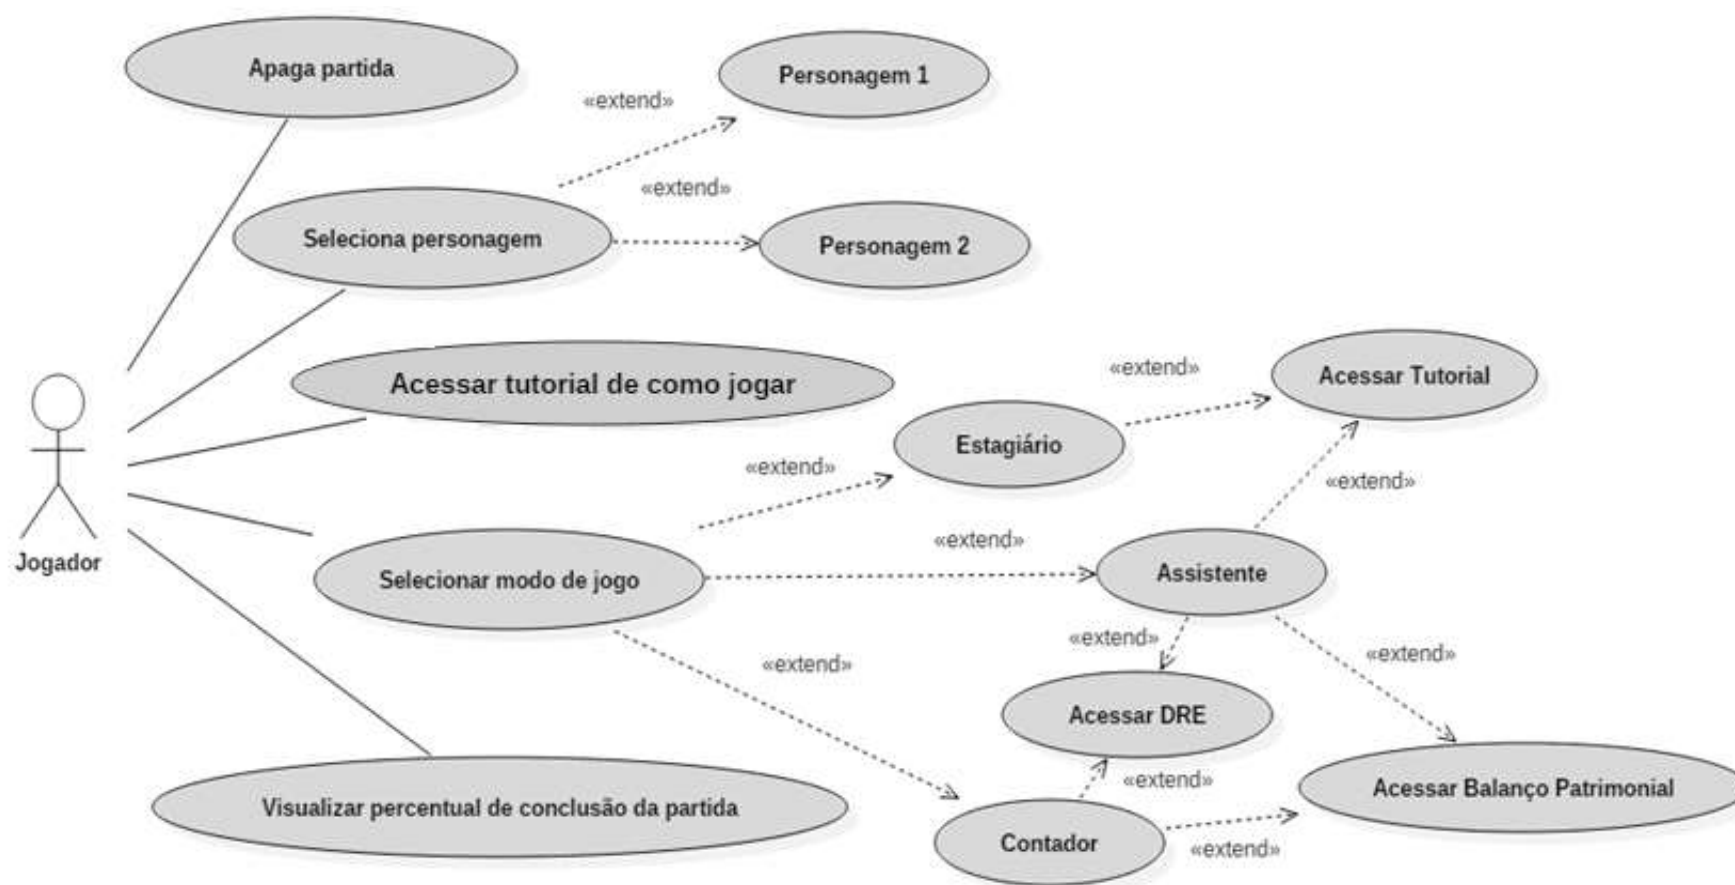 Apaga partida
Personagem 1
«extend»
«extend»
Seleciona personagem
Personagem 2
Acessar tutorial de como jogar
Acessar Tutorial
«extend»
Estagiário
«extend»
«extend»
Jogador
«extend»
Selecionar modo de jogo
Assistente
«extend»
«extend»
«extend»
Acessar DRE
«extend»
Acessar Balanço Patrimonial
Visualizar percentual de conclusão da partida
Contador
«extend»